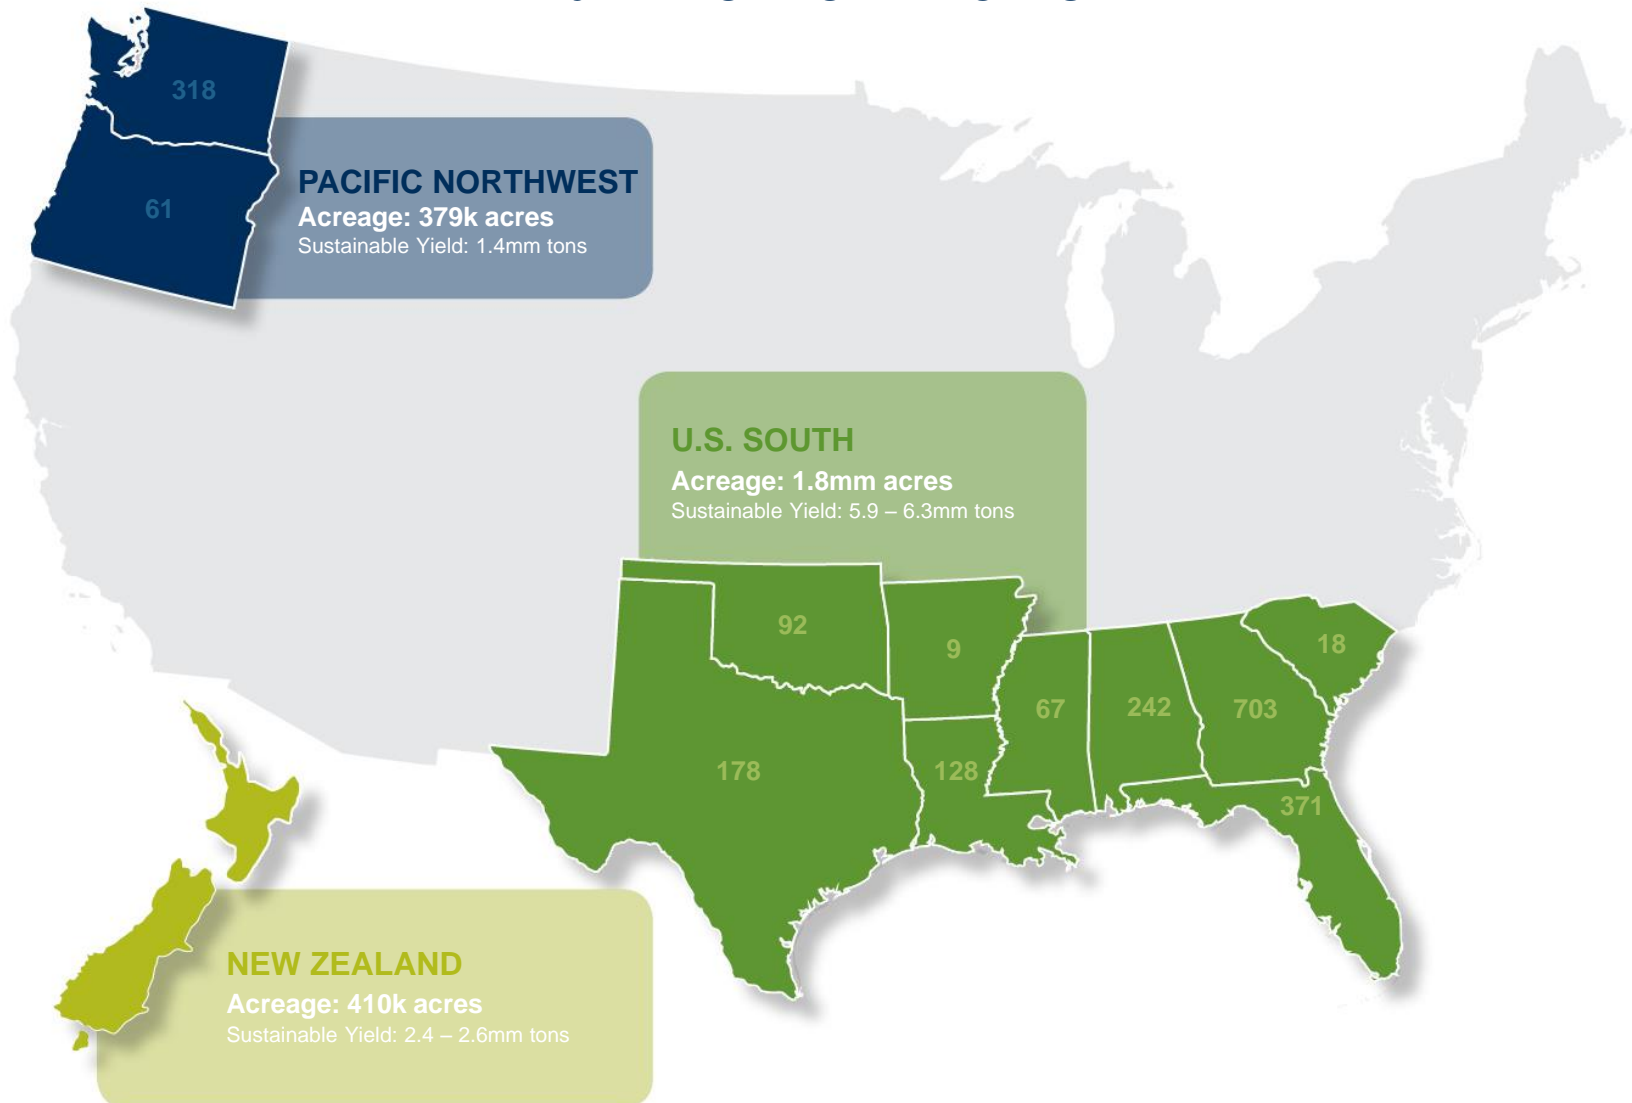 318
61
PACIFIC NORTHWEST
Acreage: 379k acres
Sustainable Yield: 1.4mm tons
U.S. SOUTH
Acreage: 1.8mm acres
Sustainable Yield: 5.9 – 6.3mm tons
92
9
18
67
242
703
178
128
371
NEW ZEALAND
Acreage: 410k acres
Sustainable Yield: 2.4 – 2.6mm tons